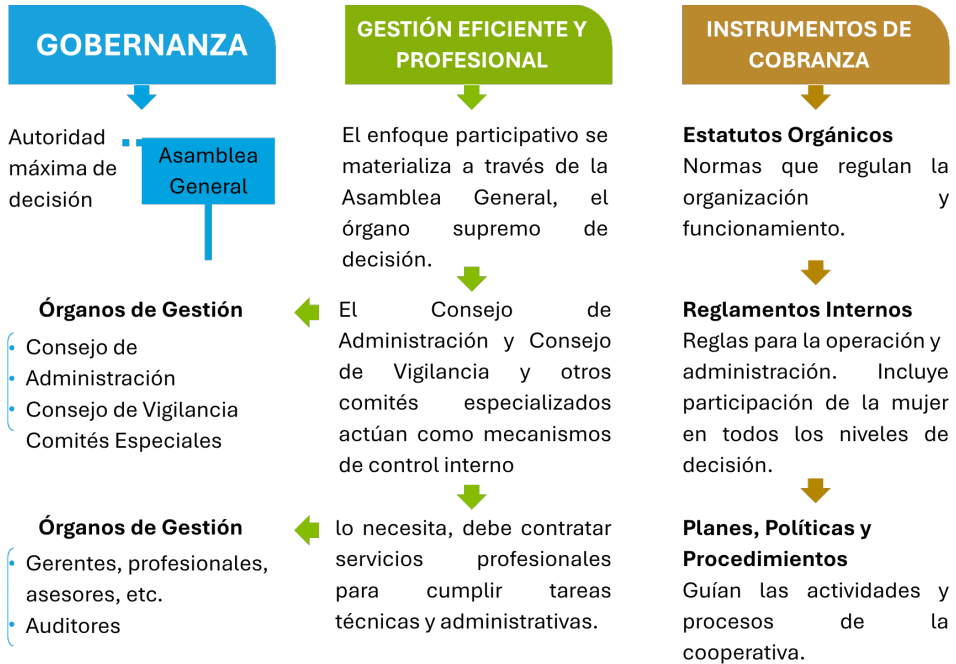 GOBERNANZA
Autoridad
máxima de
decisión
Asamblea
General
Órganos de Gestión
• Consejo de
• Administración
• Consejo de Vigilancia
Comités Especiales
Órganos de Gestión
• Gerentes, profesionales,
asesores, etc.
• Auditores
GESTIÓN EFICIENTE Y
PROFESIONAL
El enfoque participativo se
materializa a través de la
Asamblea General, el
órgano supremo de
decisión.
El Consejo de
Administración y Consejo
de Vigilancia y otros
comités especializados
actúan como mecanismos
de control interno
lo necesita, debe contratar
servicios profesionales
para cumplir tareas
técnicas y administrativas.
INSTRUMENTOS DE
COBRANZA
Estatutos Orgánicos
Normas que regulan la
organización y
funcionamiento.
Reglamentos Internos
Reglas para la operación y
administración. Incluye
participación de la mujer
en todos los niveles de
decisión.
Planes, Políticas y
Procedimientos
Guían las actividades y
procesos de la
cooperativa.